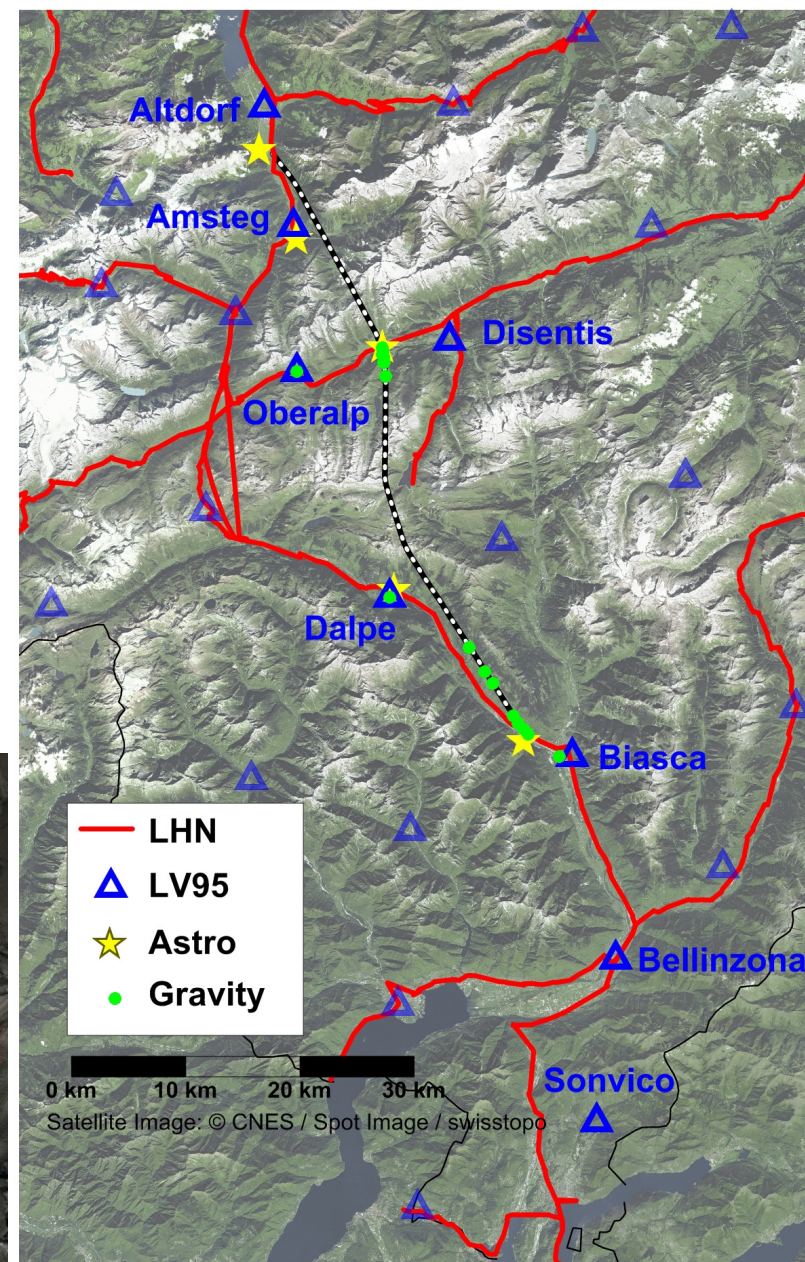 Altdorf
Amsteg
Disentis
Oberalp
Dalpe
Biasca
LHN
LV95
Astro
Gravity
Bellinzona
0 km 10 km 20 km 30 km
Sonvico
Satellite Image: © CNES / Spot Image / swisstopo